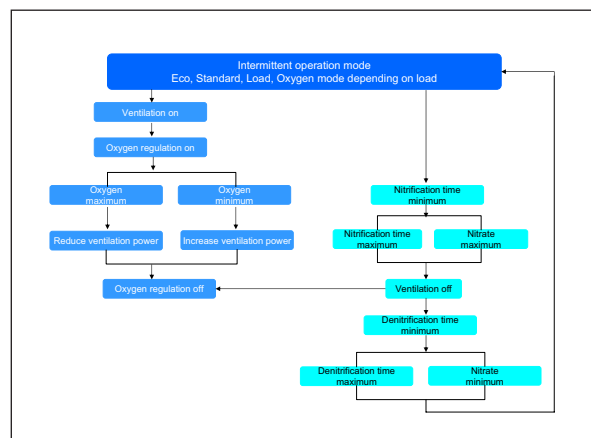 Intermittent operation mode
Eco, Standard, Load, Oxygen mode depending on load
Ventilation on
Oxygen regulation on
Oxygen
maximum
Oxygen
minimum
Nitrification time
minimum
Reduce ventilation power
Increase ventilation power
Nitrification time
maximum
Nitrate
maximum
Oxygen regulation off
Ventilation off
Denitrification time
minimum
Denitrification time
maximum
Nitrate
minimum